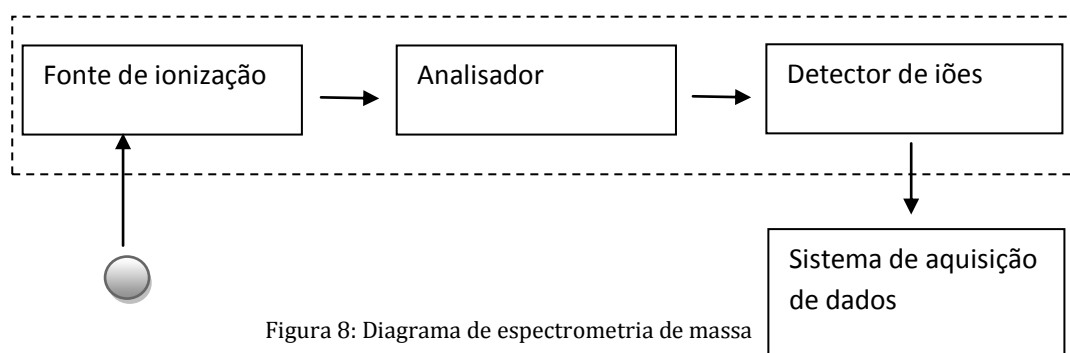 Fonte de ionização
Analisador
Detector de iões
Sistema de aquisição
de dados
Figura 8: Diagrama de espectrometria de massa